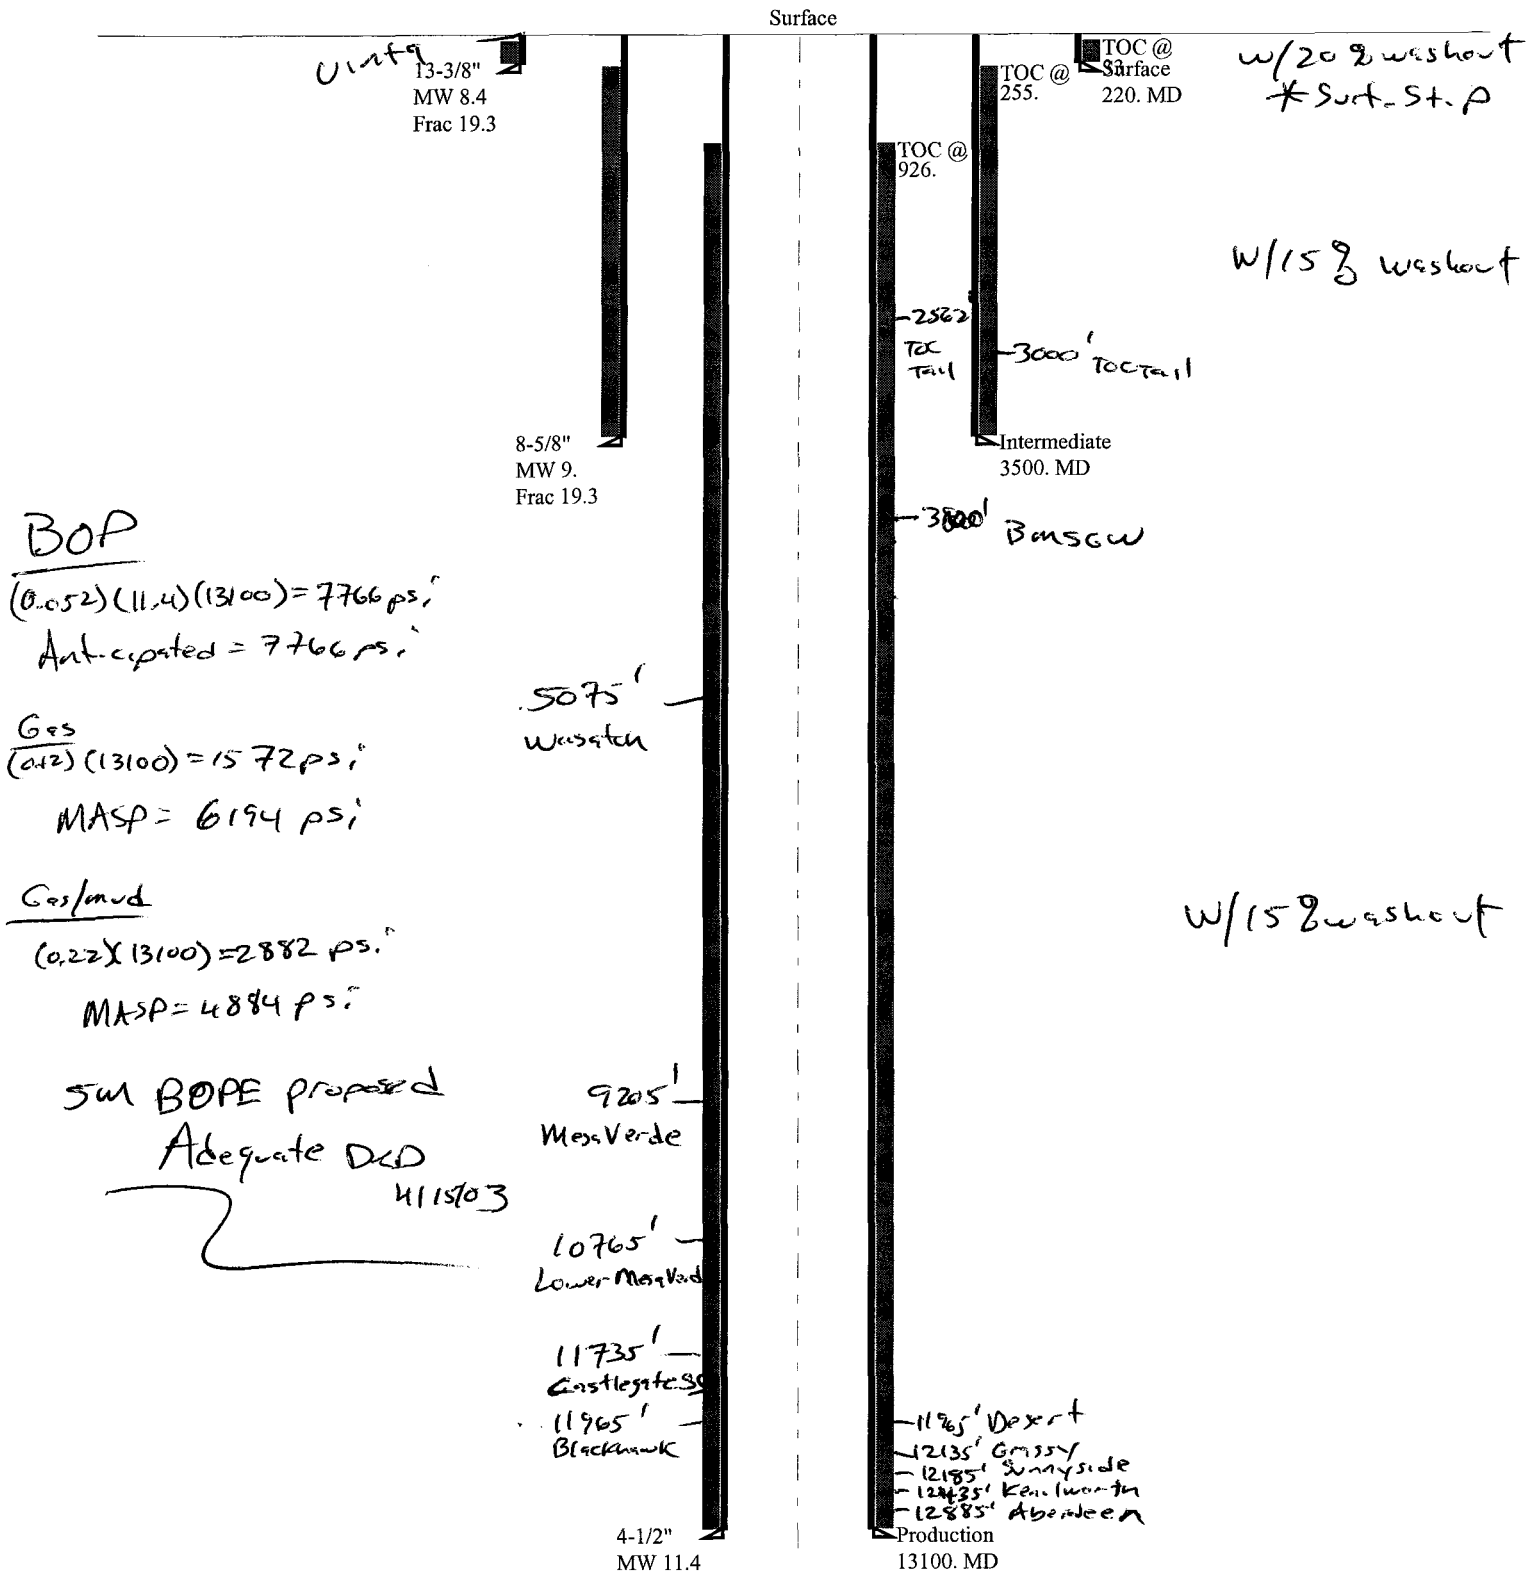 Surface
Uinta
13-3/8"
MW 8.4
Frac 19.3
TOC @
Surface
220. MD
TOC @
255.
w/20 % washout
* Surf. Stip
TOC @
926.
w/15 % washout
2562'
TOC
Tail
3000' TOC Tail
8-5/8"
MW 9.
Frac 19.3
Intermediate
3500. MD
BOP
(0.052)(11.4)(13100) = 7766 psi
Anticipated = 7766 psi
5075'
Wasatch
Gas
(0.12)(13100) = 1572 psi
MASP = 6194 psi
Gas/mud
(0.22)(13100) = 2882 psi
MASP = 4884 psi
w/15 % washout
5M BOPE proposed
Adequate DKD
4/15/03
9205'
MesaVerde
10765'
Lower MesaVerd
11735'
Castlegate SS
11965'
Blackhawk
11965' Desert
12135' Grassy
12185' Sunnyside
12435' Kenilworth
12885' Aberdeen
4-1/2"
MW 11.4
Production
13100. MD